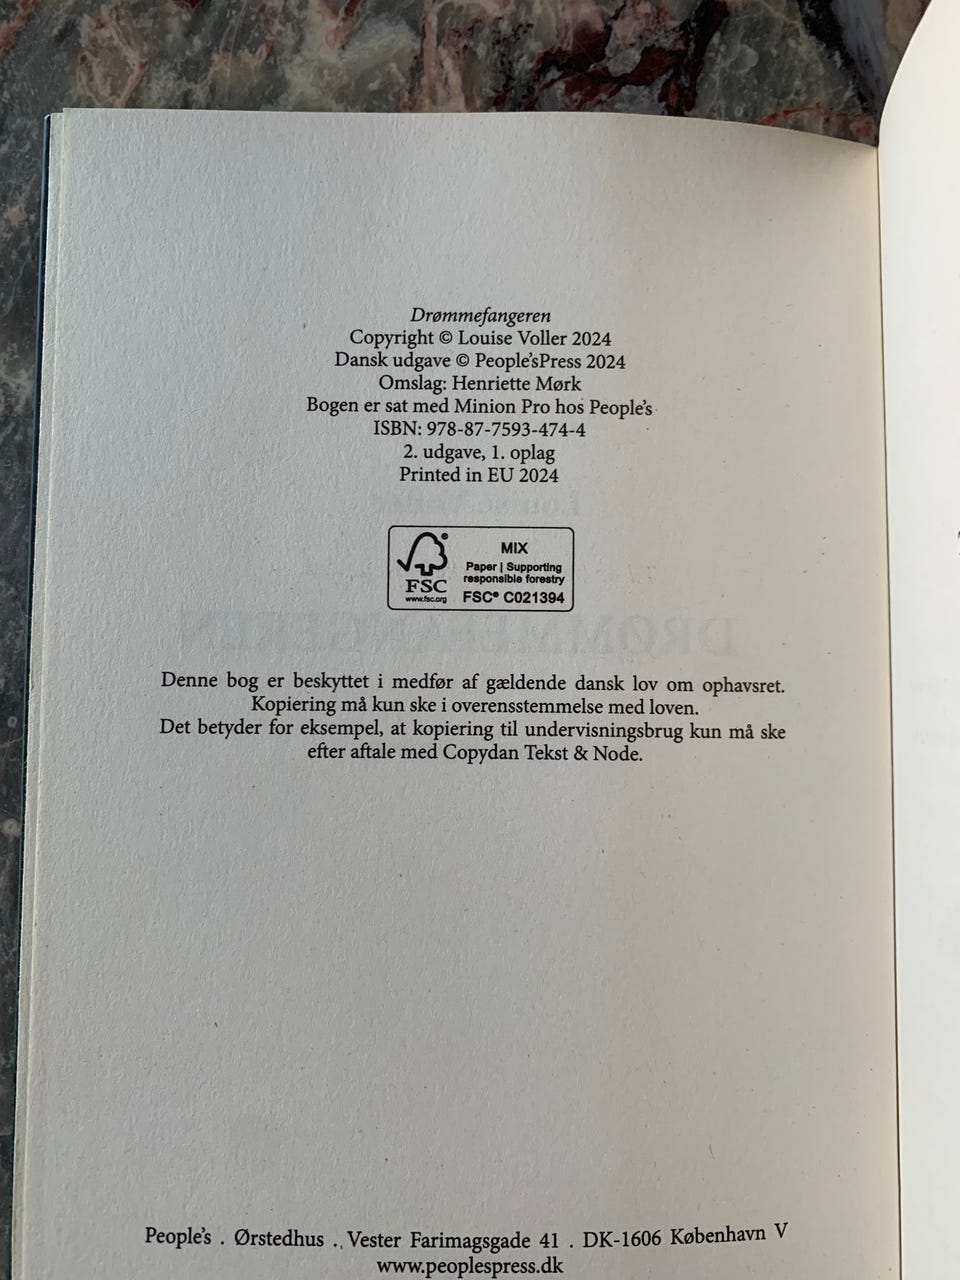 Drømmefangeren
Copyright © Louise Voller 2024
Dansk udgave © People'sPress 2024
Omslag: Henriette Mørk
Bogen er sat med Minion Pro hos People's
ISBN: 978-87-7593-474-4
2. udgave, 1. oplag
Printed in EU 2024
FSC
www.fsc.org
MIX
Paper | Supporting
responsible forestry
FSC® C021394
Denne bog er beskyttet i medfør af gældende dansk lov om ophavsret.
Kopiering må kun ske i overensstemmelse med loven.
Det betyder for eksempel, at kopiering til undervisningsbrug kun må ske
efter aftale med Copydan Tekst & Node.
People's . Ørstedhus . Vester Farimagsgade 41 . DK-1606 København V
www.peoplespress.dk